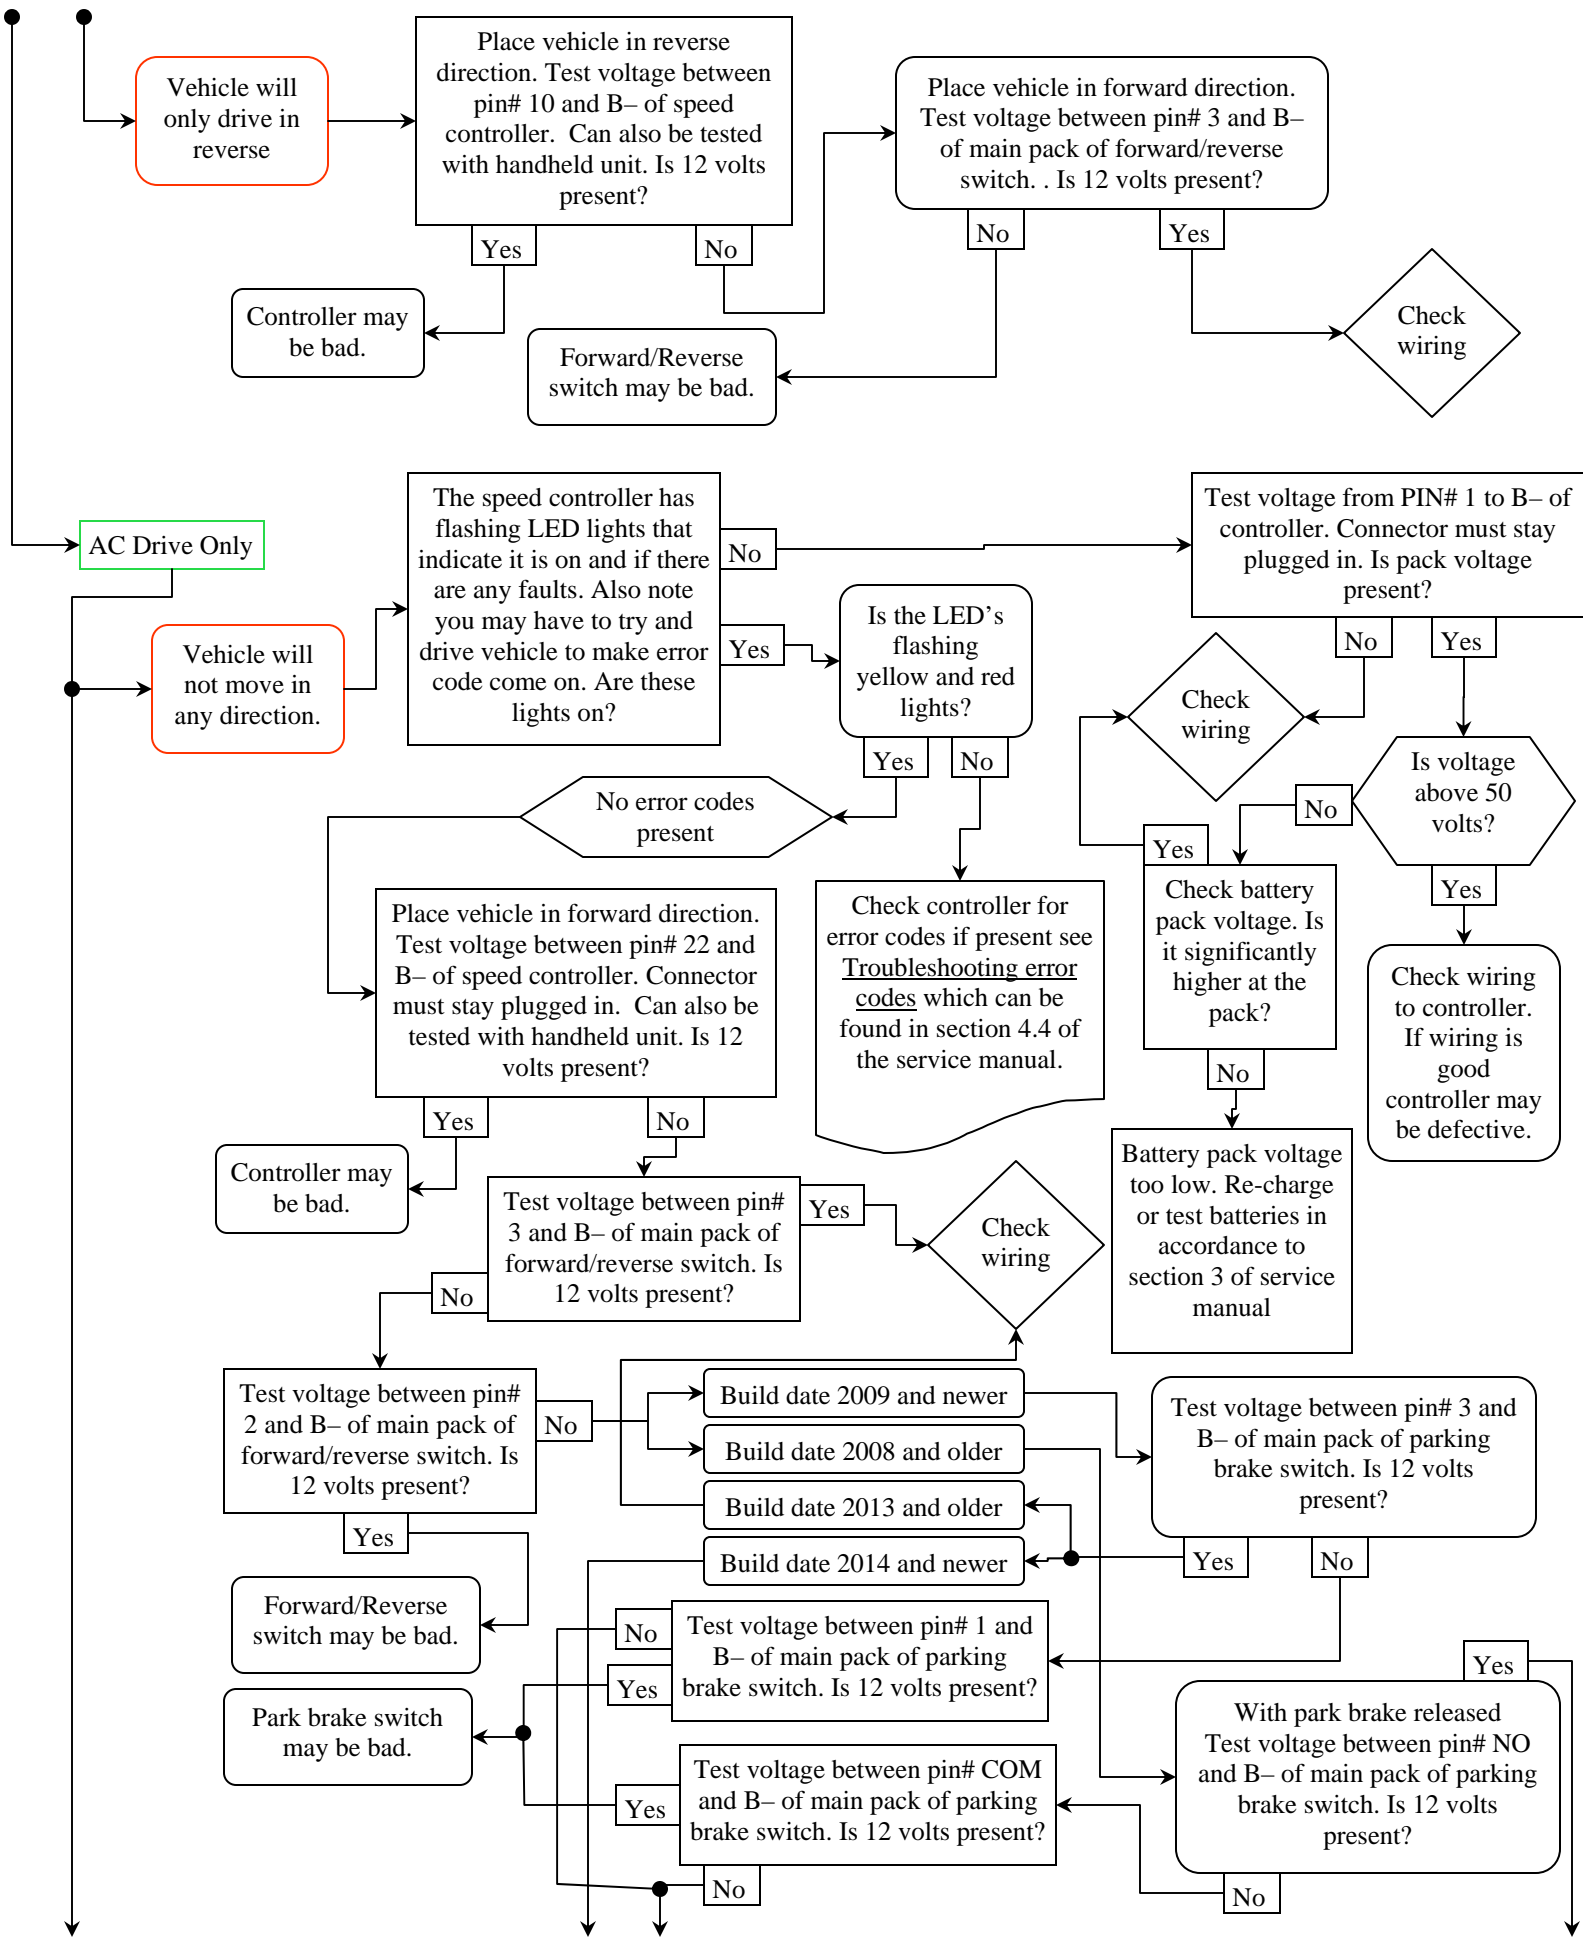 Vehicle will
only drive in
reverse
Place vehicle in reverse
direction. Test voltage between
pin# 10 and B– of speed
controller.  Can also be tested
with handheld unit. Is 12 volts
present?
Yes
No
Place vehicle in forward direction.
Test voltage between pin# 3 and B–
of main pack of forward/reverse
switch. . Is 12 volts present?
No
Yes
Controller may
be bad.
Forward/Reverse
switch may be bad.
Check
wiring
AC Drive Only
Vehicle will
not move in
any direction.
The speed controller has
flashing LED lights that
indicate it is on and if there
are any faults. Also note
you may have to try and
drive vehicle to make error
code come on. Are these
lights on?
No
Yes
Is the LED’s
flashing
yellow and red
lights?
Yes
No
Test voltage from PIN# 1 to B– of
controller. Connector must stay
plugged in. Is pack voltage
present?
No
Yes
Check
wiring
Is voltage
above 50
volts?
No
Yes
No error codes
present
Yes
Check battery
pack voltage. Is
it significantly
higher at the
pack?
No
Check wiring
to controller.
If wiring is
good
controller may
be defective.
Place vehicle in forward direction.
Test voltage between pin# 22 and
B– of speed controller. Connector
must stay plugged in.  Can also be
tested with handheld unit. Is 12
volts present?
Yes
No
Check controller for
error codes if present see
Troubleshooting error
codes which can be
found in section 4.4 of
the service manual.
Battery pack voltage
too low. Re-charge
or test batteries in
accordance to
section 3 of service
manual
Controller may
be bad.
Test voltage between pin#
3 and B– of main pack of
forward/reverse switch. Is
12 volts present?
Yes
No
Check
wiring
Test voltage between pin#
2 and B– of main pack of
forward/reverse switch. Is
12 volts present?
No
Yes
Build date 2009 and newer
Build date 2008 and older
Build date 2013 and older
Build date 2014 and newer
Test voltage between pin# 3 and
B– of main pack of parking
brake switch. Is 12 volts
present?
Yes
No
Forward/Reverse
switch may be bad.
No
Yes
Test voltage between pin# 1 and
B– of main pack of parking
brake switch. Is 12 volts present?
Park brake switch
may be bad.
Yes
With park brake released
Test voltage between pin# NO
and B– of main pack of parking
brake switch. Is 12 volts
present?
No
Yes
Test voltage between pin# COM
and B– of main pack of parking
brake switch. Is 12 volts present?
No